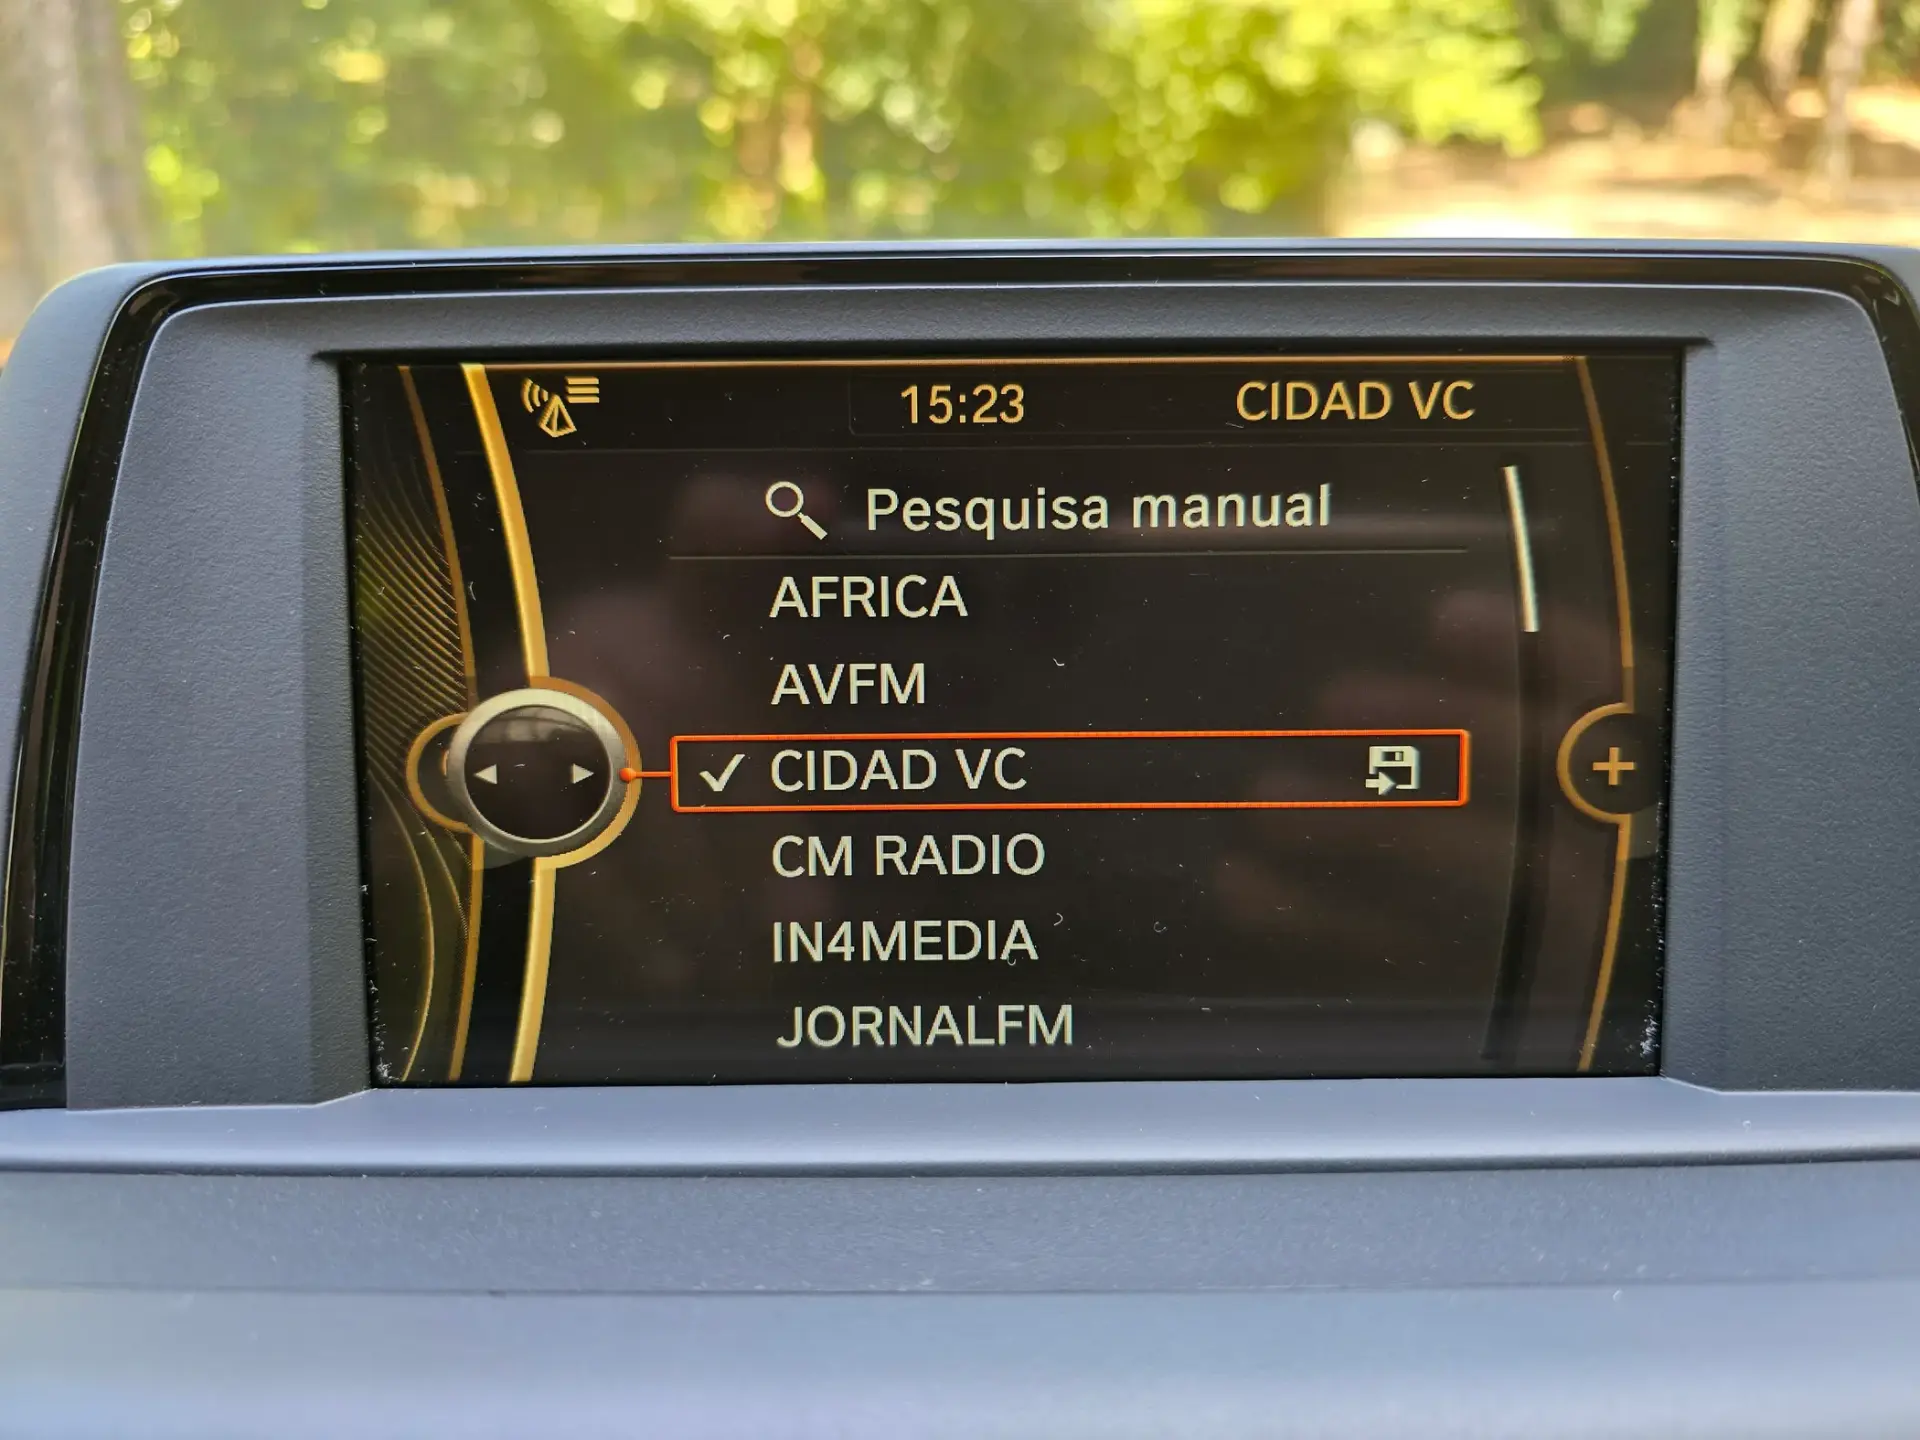 15:23 CIDAD VC
Pesquisa manual
AFRICA
AVFM
CIDAD VC
CM RADIO
IN4MEDIA
JORNALFM